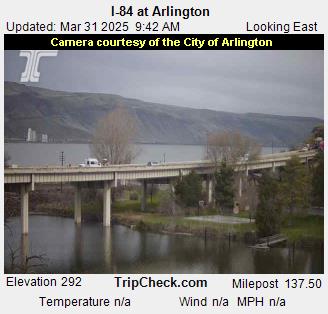 I-84 at Arlington
Updated: Mar 31 2025 9:42 AM Looking East
Camera courtesy of the City of Arlington
Elevation 292 TripCheck.com Milepost 137.50
Temperature n/a Wind n/a MPH n/a